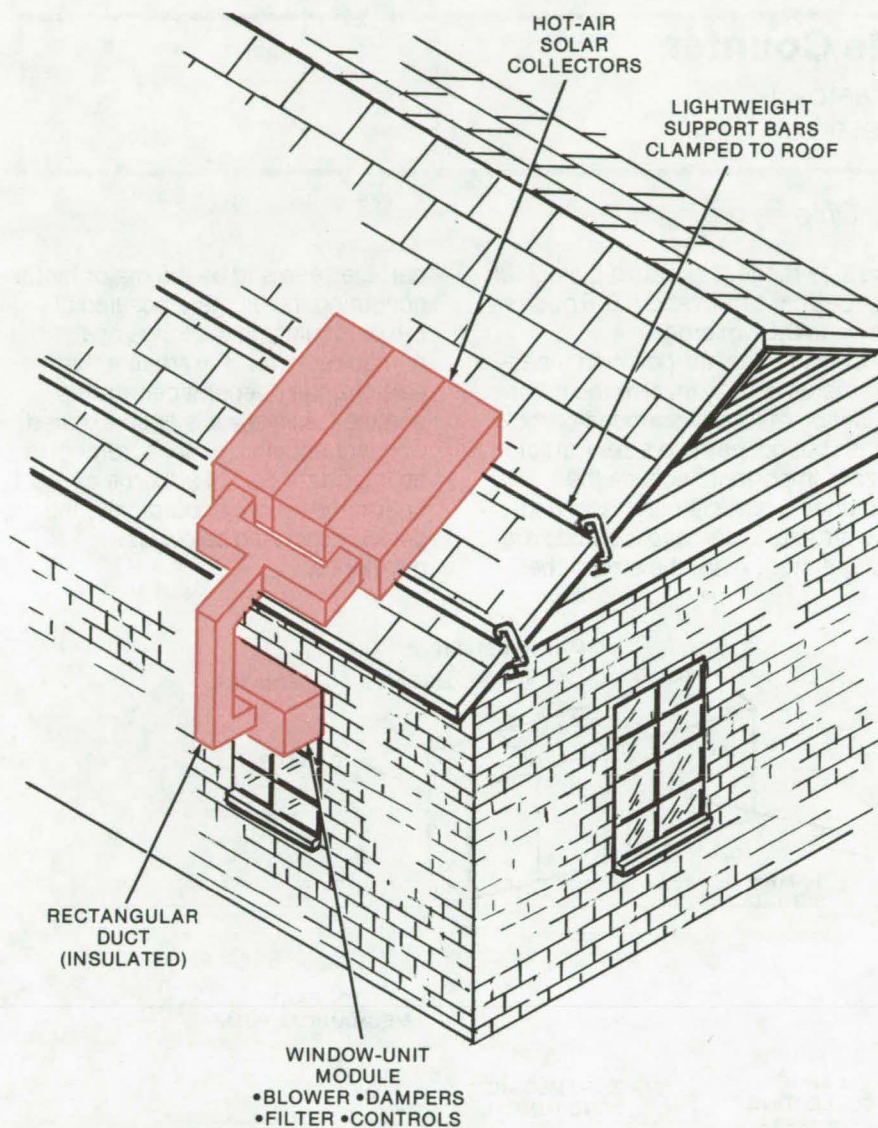 HOT-AIR
SOLAR
COLLECTORS
LIGHTWEIGHT
SUPPORT BARS
CLAMPED TO ROOF
RECTANGULAR
DUCT
(INSULATED)
WINDOW-UNIT
MODULE
•BLOWER •DAMPERS
•FILTER •CONTROLS